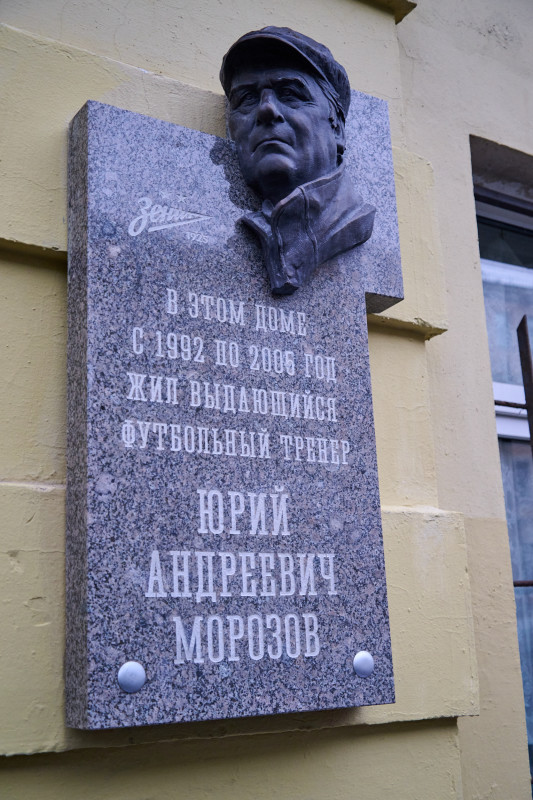 Зенит
В ЭТОМ ДОМЕ
С 1992 ПО 2005 ГОД
ЖИЛ ВЫДАЮЩИЙСЯ
ФУТБОЛЬНЫЙ ТРЕНЕР
ЮРИЙ
АНДРЕЕВИЧ
МОРОЗОВ